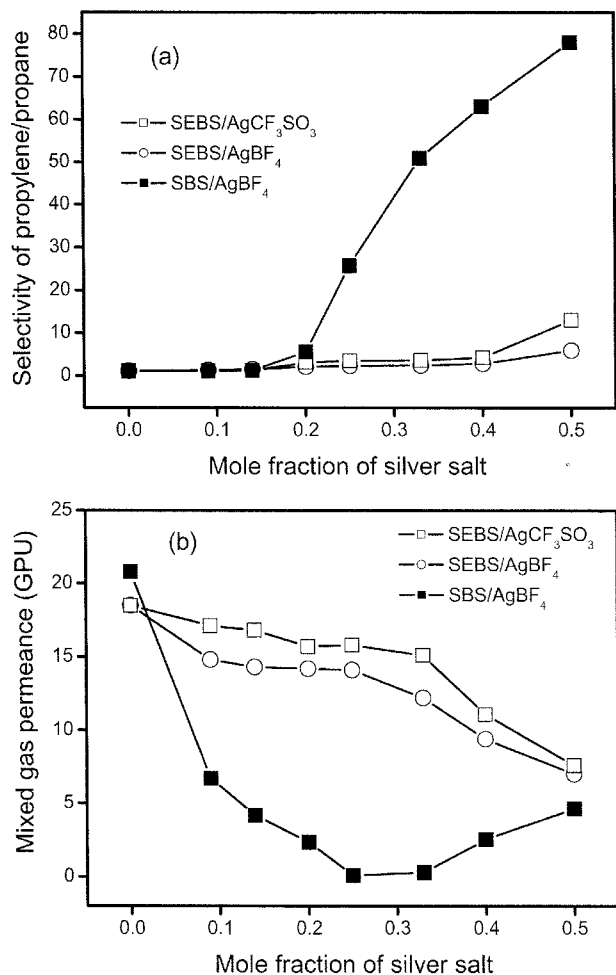 (a)
SEBS/AgCF₃SO₃
SEBS/AgBF₄
SBS/AgBF₄
Selectivity of propylene/propane
80
70
60
50
40
30
20
10
0
0.0 0.1 0.2 0.3 0.4 0.5
Mole fraction of silver salt
(b)
SEBS/AgCF₃SO₃
SEBS/AgBF₄
SBS/AgBF₄
Mixed gas permeance (GPU)
25
20
15
10
5
0
0.0 0.1 0.2 0.3 0.4 0.5
Mole fraction of silver salt